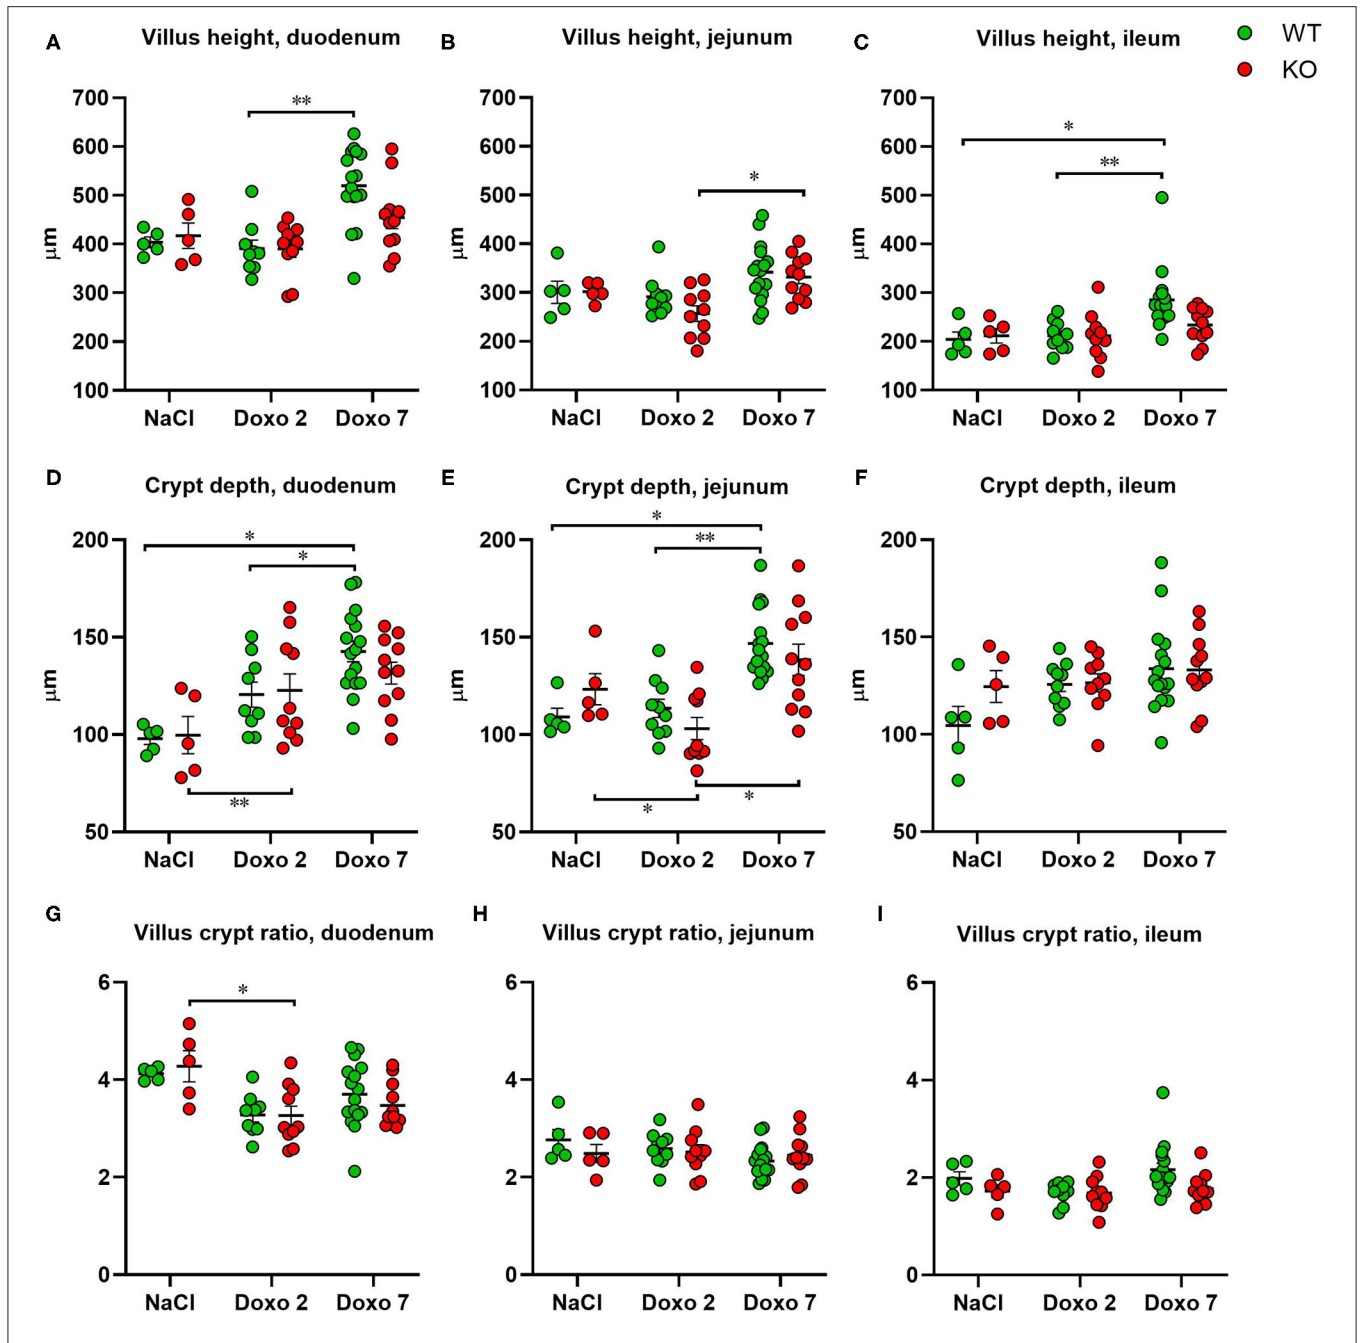 A Villus height, duodenum B Villus height, jejunum C Villus height, ileum WT
KO
700 700 700
** * *
600 600 600
**
500 500 500
μm 400 μm 400 μm 400
300 300 300
200 200 200
100 100 100
NaCl Doxo 2 Doxo 7 NaCl Doxo 2 Doxo 7 NaCl Doxo 2 Doxo 7
D Crypt depth, duodenum E Crypt depth, jejunum F Crypt depth, ileum
* *
200 200 200
* **
150 150 150
μm μm μm
100 100 100
** * *
50 50 50
NaCl Doxo 2 Doxo 7 NaCl Doxo 2 Doxo 7 NaCl Doxo 2 Doxo 7
G Villus crypt ratio, duodenum H Villus crypt ratio, jejunum I Villus crypt ratio, ileum
6 6 6
*
4 4 4
2 2 2
0 0 0
NaCl Doxo 2 Doxo 7 NaCl Doxo 2 Doxo 7 NaCl Doxo 2 Doxo 7